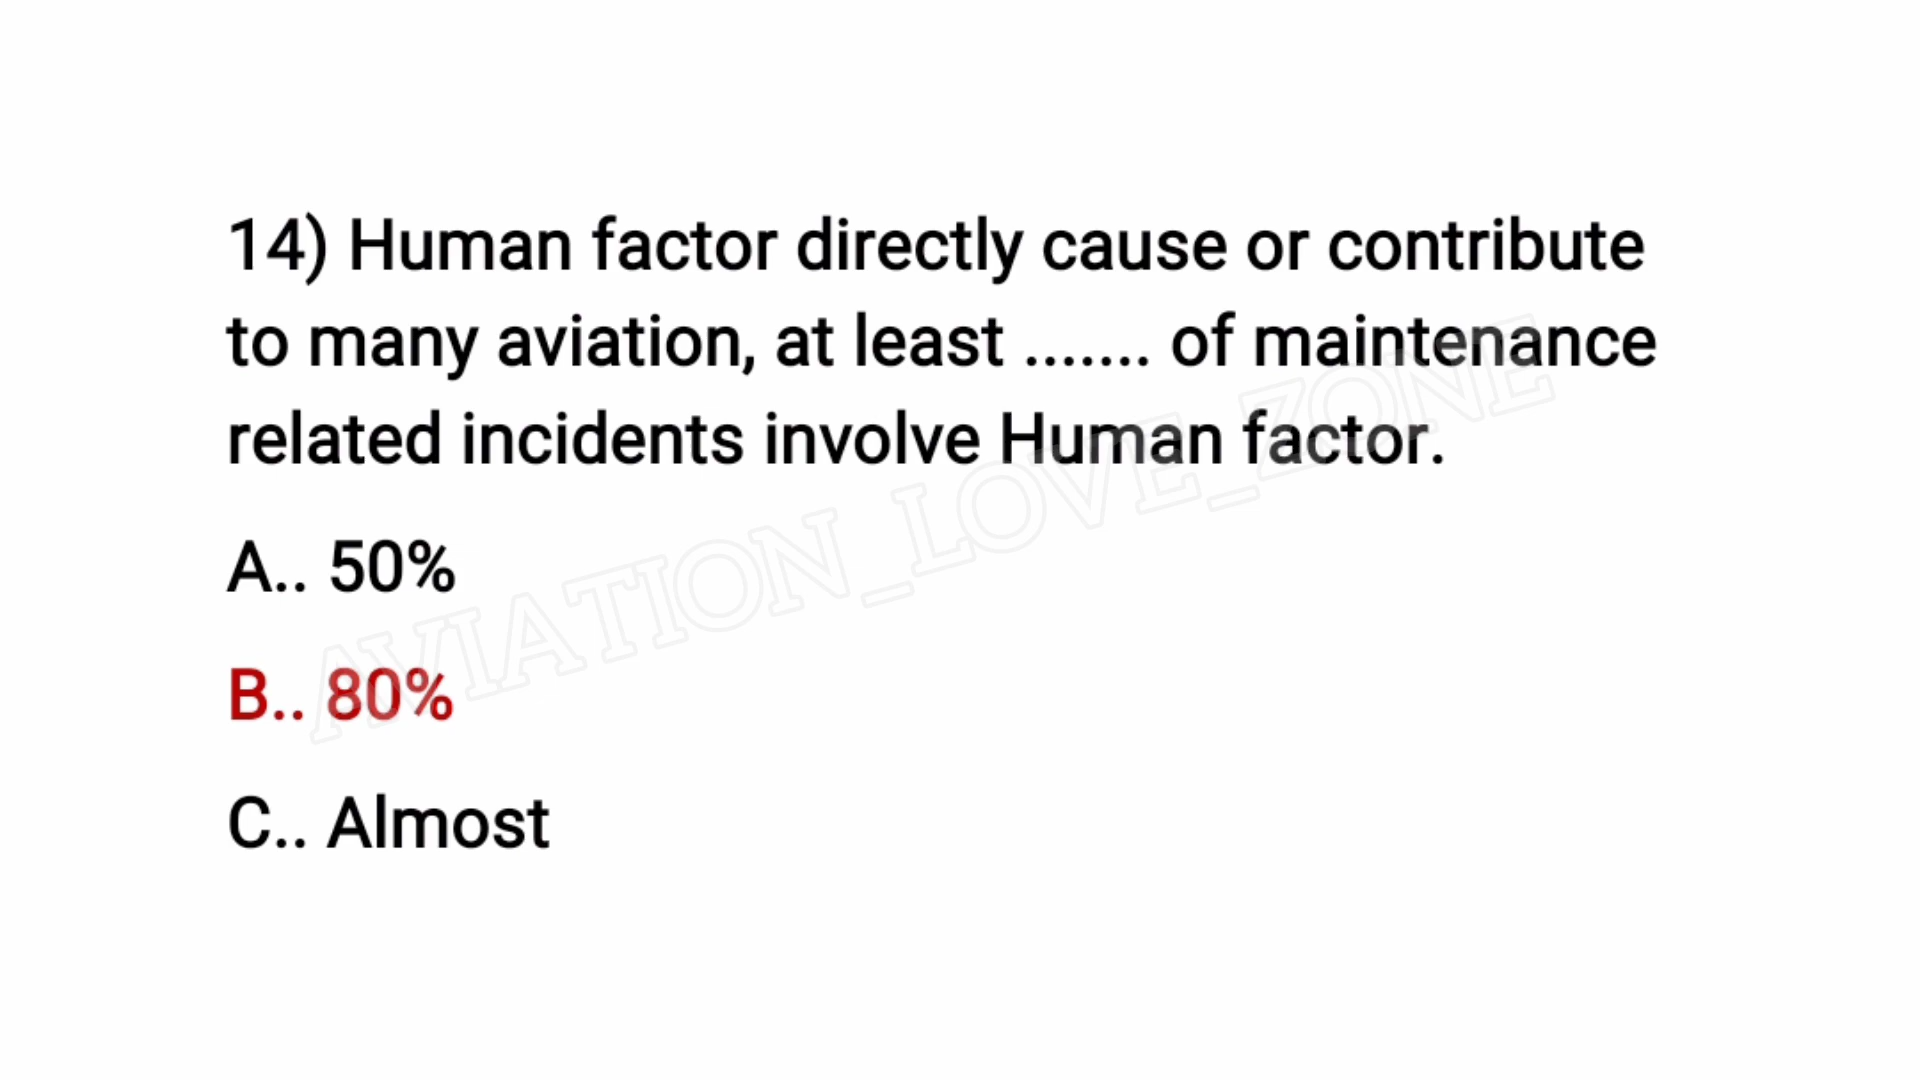 14) Human factor directly cause or contribute
to many aviation, at least ....... of maintenance
related incidents involve Human factor.
A.. 50%
B.. 80%
C.. Almost
AVIATION_LOVE_ZONE